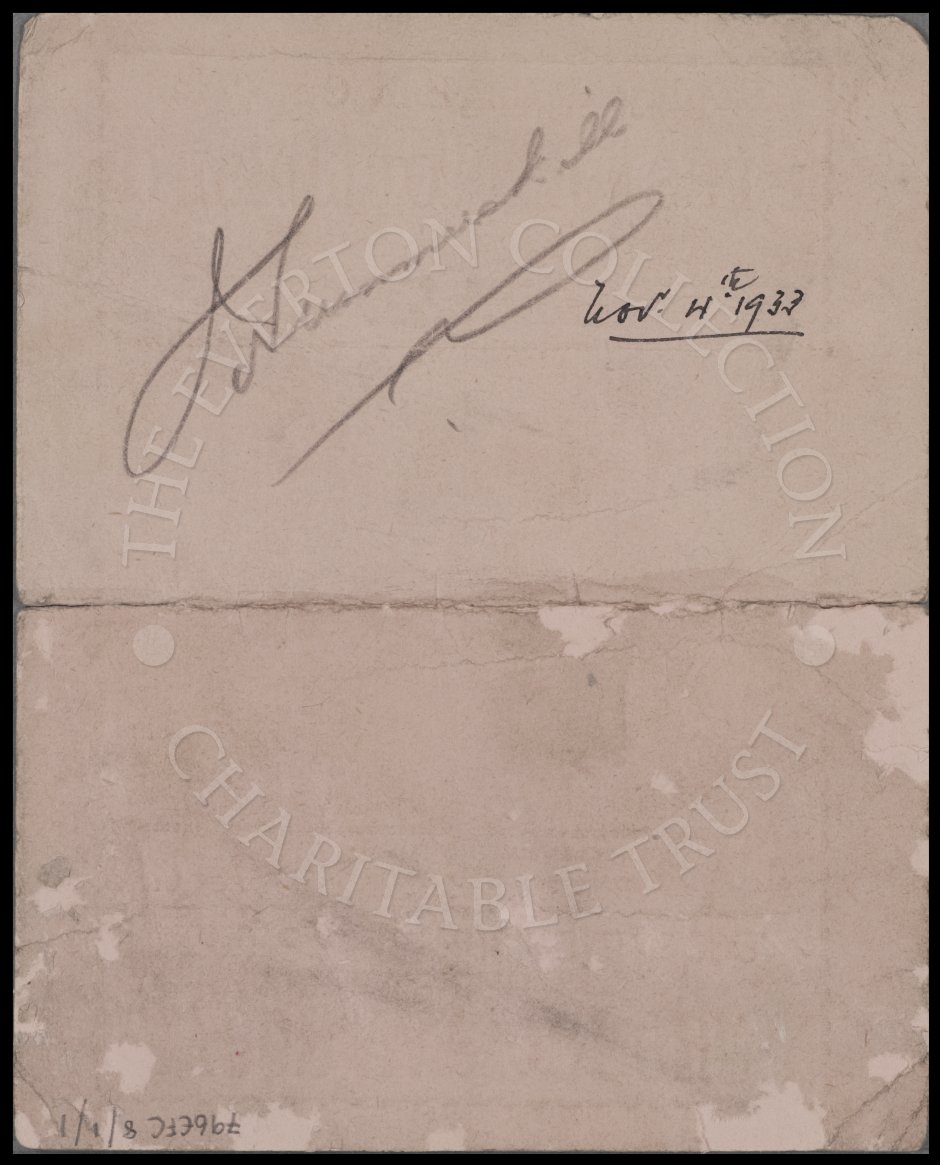 THE EVERTON COLLECTION
Nov. 4th 1933
CHARITABLE TRUST
796EFC 8/1/1